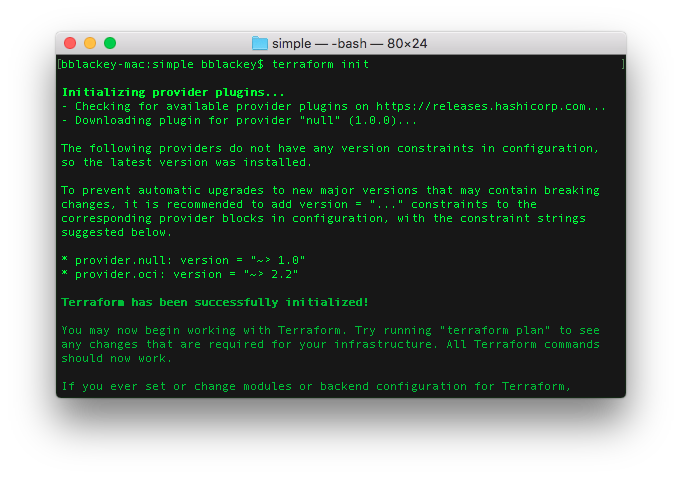 simple — -bash — 80×24
[bblackey-mac:simple bblackey$ terraform init ]
Initializing provider plugins...
- Checking for available provider plugins on https://releases.hashicorp.com...
- Downloading plugin for provider "null" (1.0.0)...
The following providers do not have any version constraints in configuration,
so the latest version was installed.
To prevent automatic upgrades to new major versions that may contain breaking
changes, it is recommended to add version = "..." constraints to the
corresponding provider blocks in configuration, with the constraint strings
suggested below.
* provider.null: version = "~> 1.0"
* provider.oci: version = "~> 2.2"
Terraform has been successfully initialized!
You may now begin working with Terraform. Try running "terraform plan" to see
any changes that are required for your infrastructure. All Terraform commands
should now work.
If you ever set or change modules or backend configuration for Terraform,